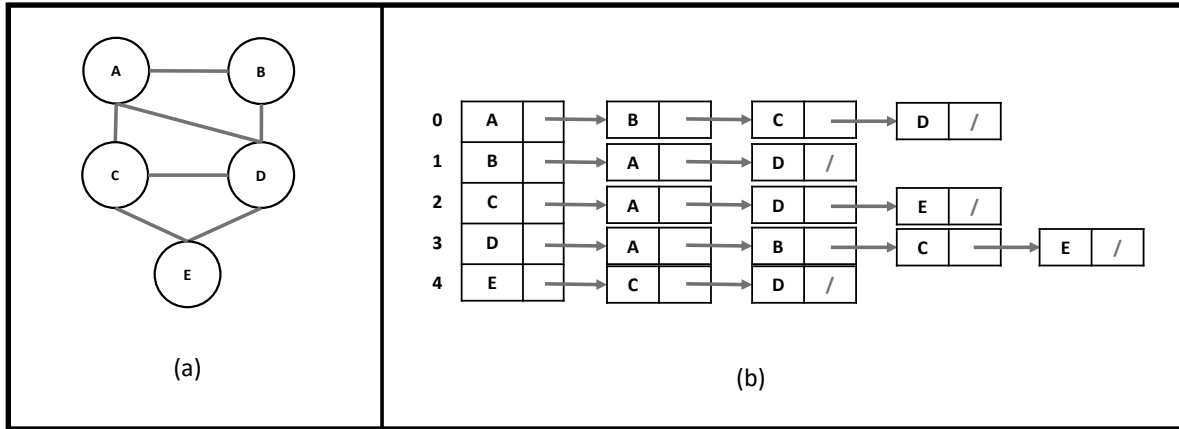 A B
C D
E
(a)
0 A B C D /
1 B A D /
2 C A D E /
3 D A B C E /
4 E C D /
(b)